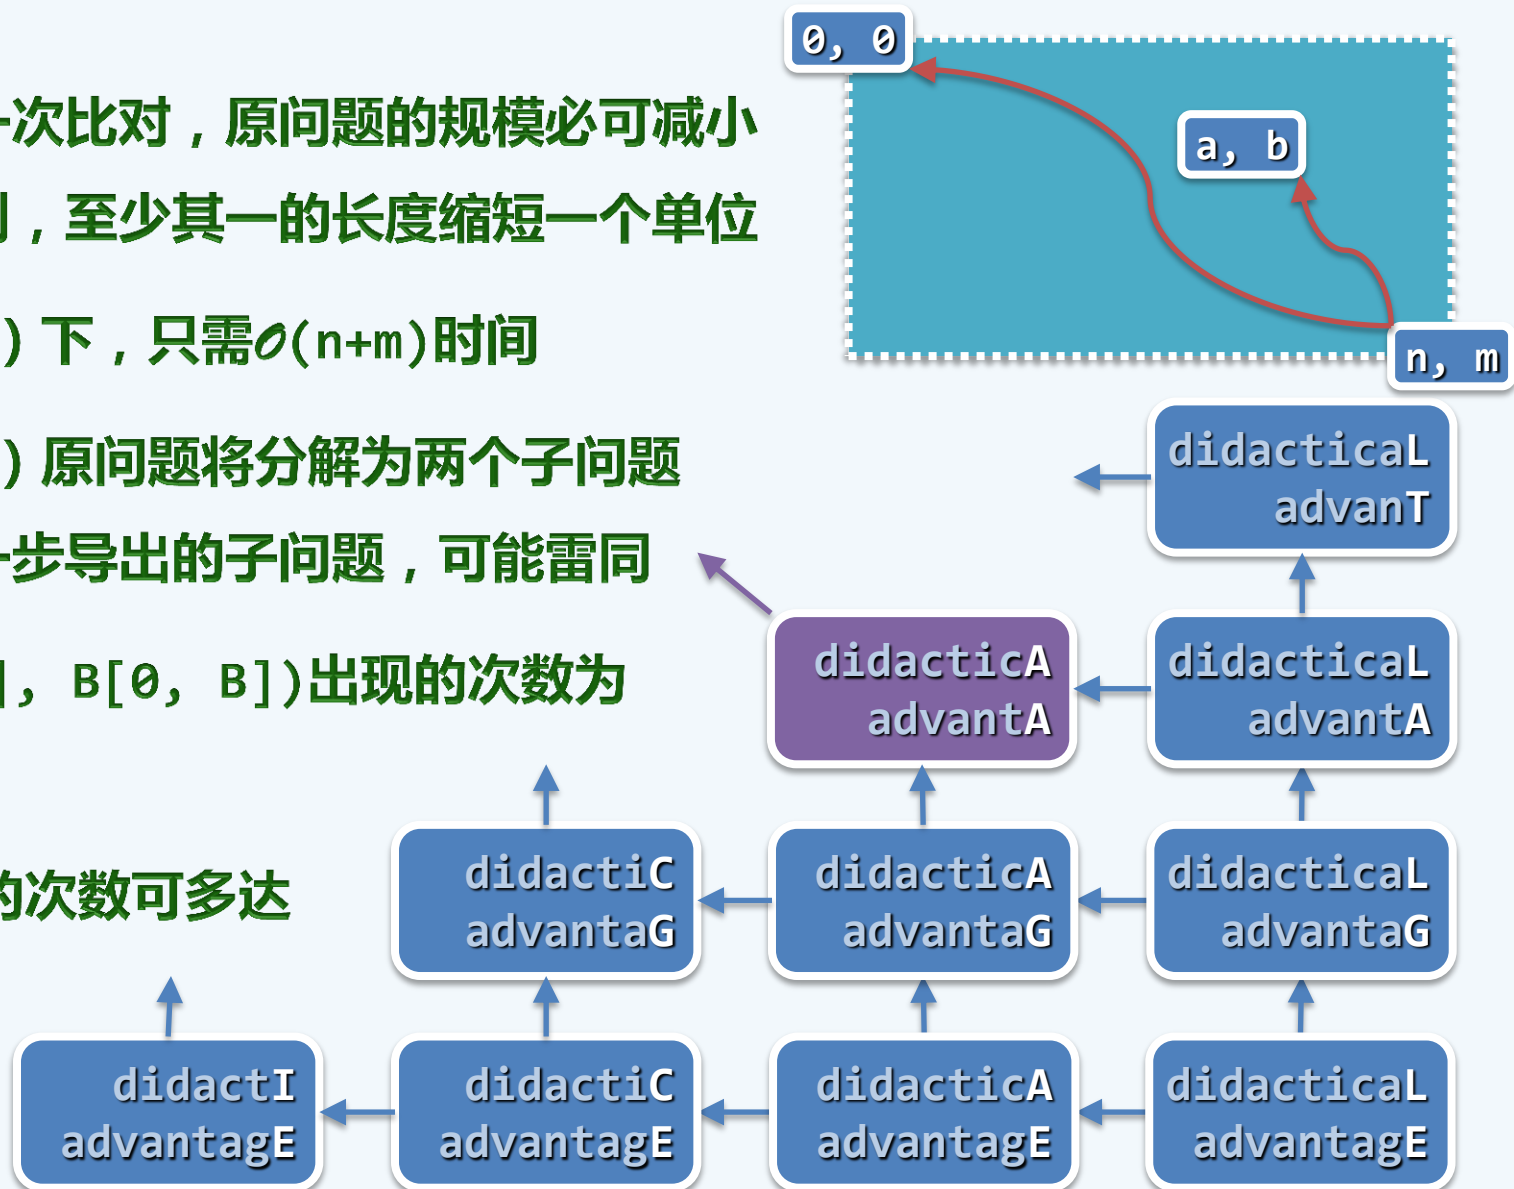 一次比对，原问题的规模必可减小
，至少其一的长度缩短一个单位
）下，只需O(n+m)时间
）原问题将分解为两个子问题
一步导出的子问题，可能雷同
], B[0, B])出现的次数为
的次数可多达
0, 0
a, b
n, m
didacticaL
advanT
didacticA
advantA
didacticaL
advantA
didactiC
advantaG
didacticA
advantaG
didacticaL
advantaG
didactI
advantagE
didactiC
advantagE
didacticA
advantagE
didacticaL
advantagE